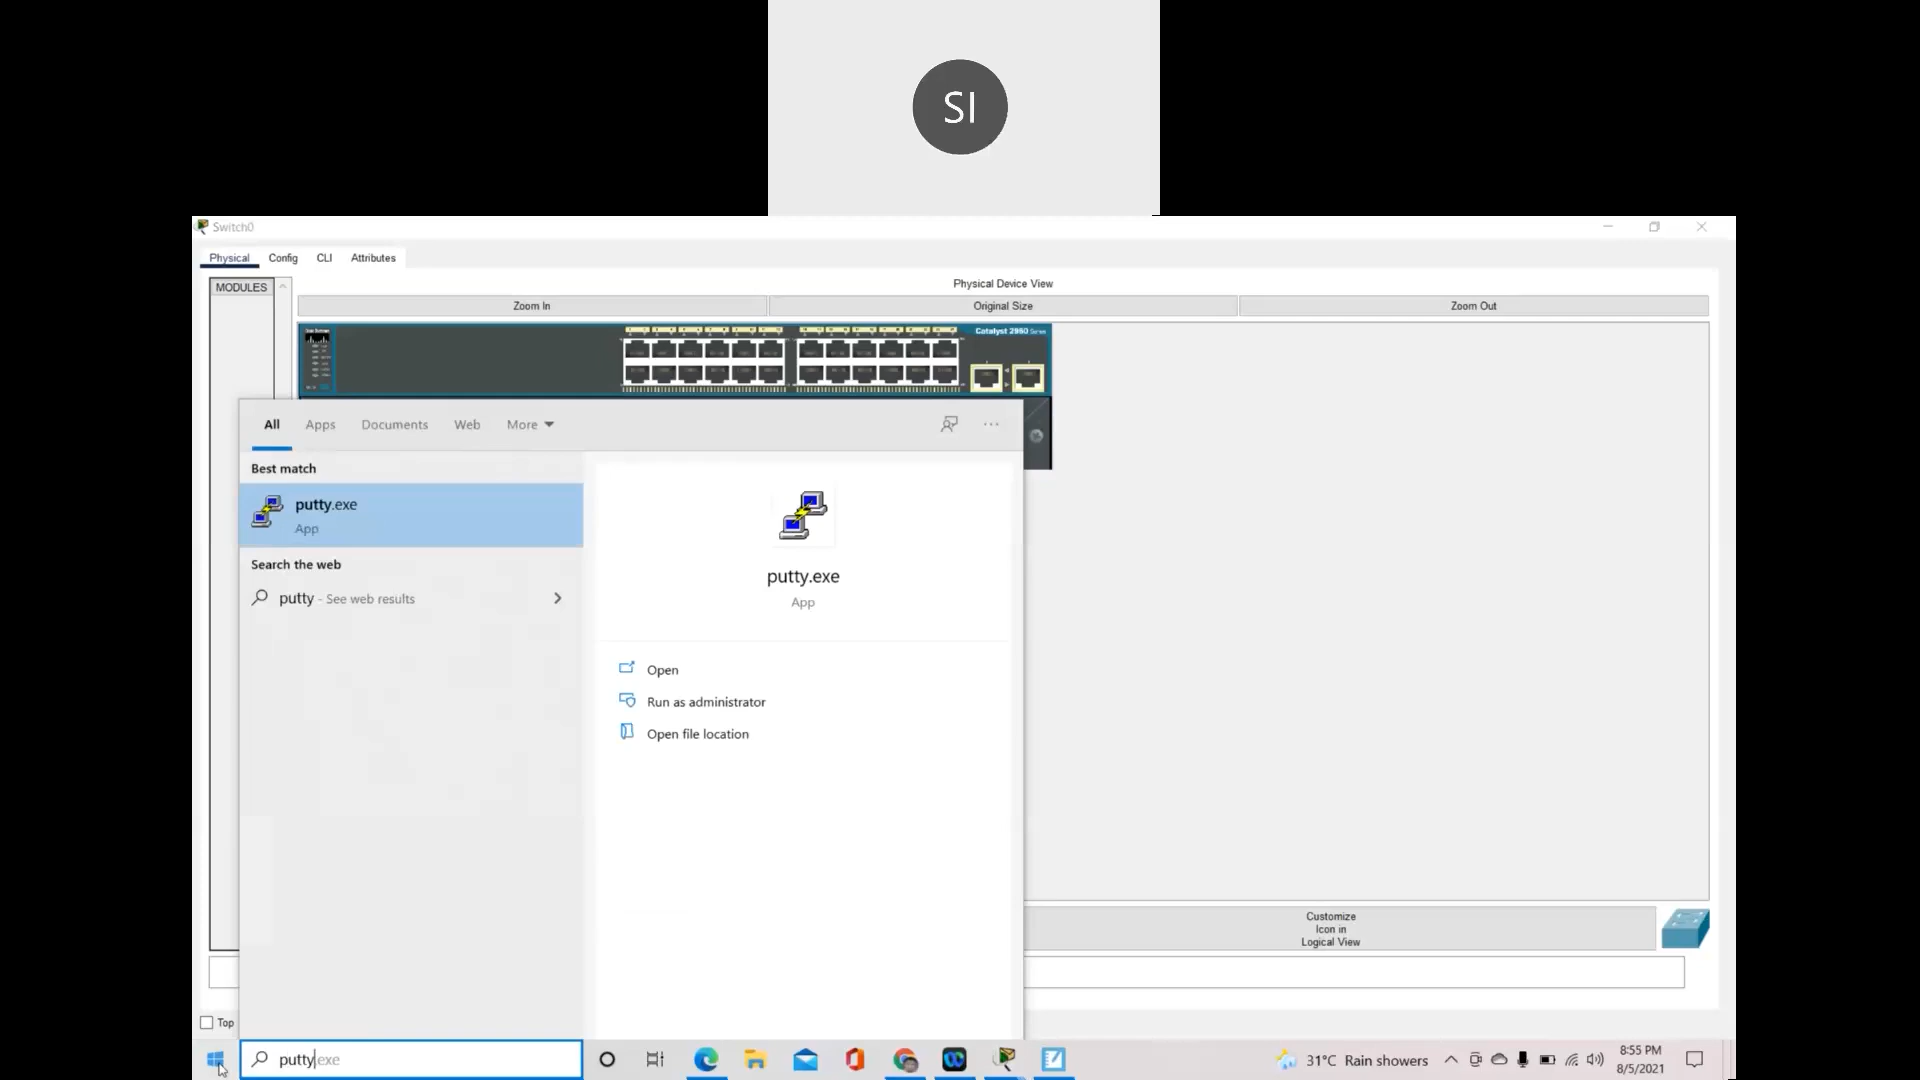 SI
Switch0
Physical
Config
CLI
Attributes
MODULES
Physical Device View
Zoom In
Original Size
Zoom Out
Catalyst 2960 Series
All
Apps
Documents
Web
More
Best match
putty.exe
App
Search the web
putty - See web results
putty.exe
App
Open
Run as administrator
Open file location
Customize
Icon in
Logical View
Top
putty.exe
31°C Rain showers
8:55 PM
8/5/2021